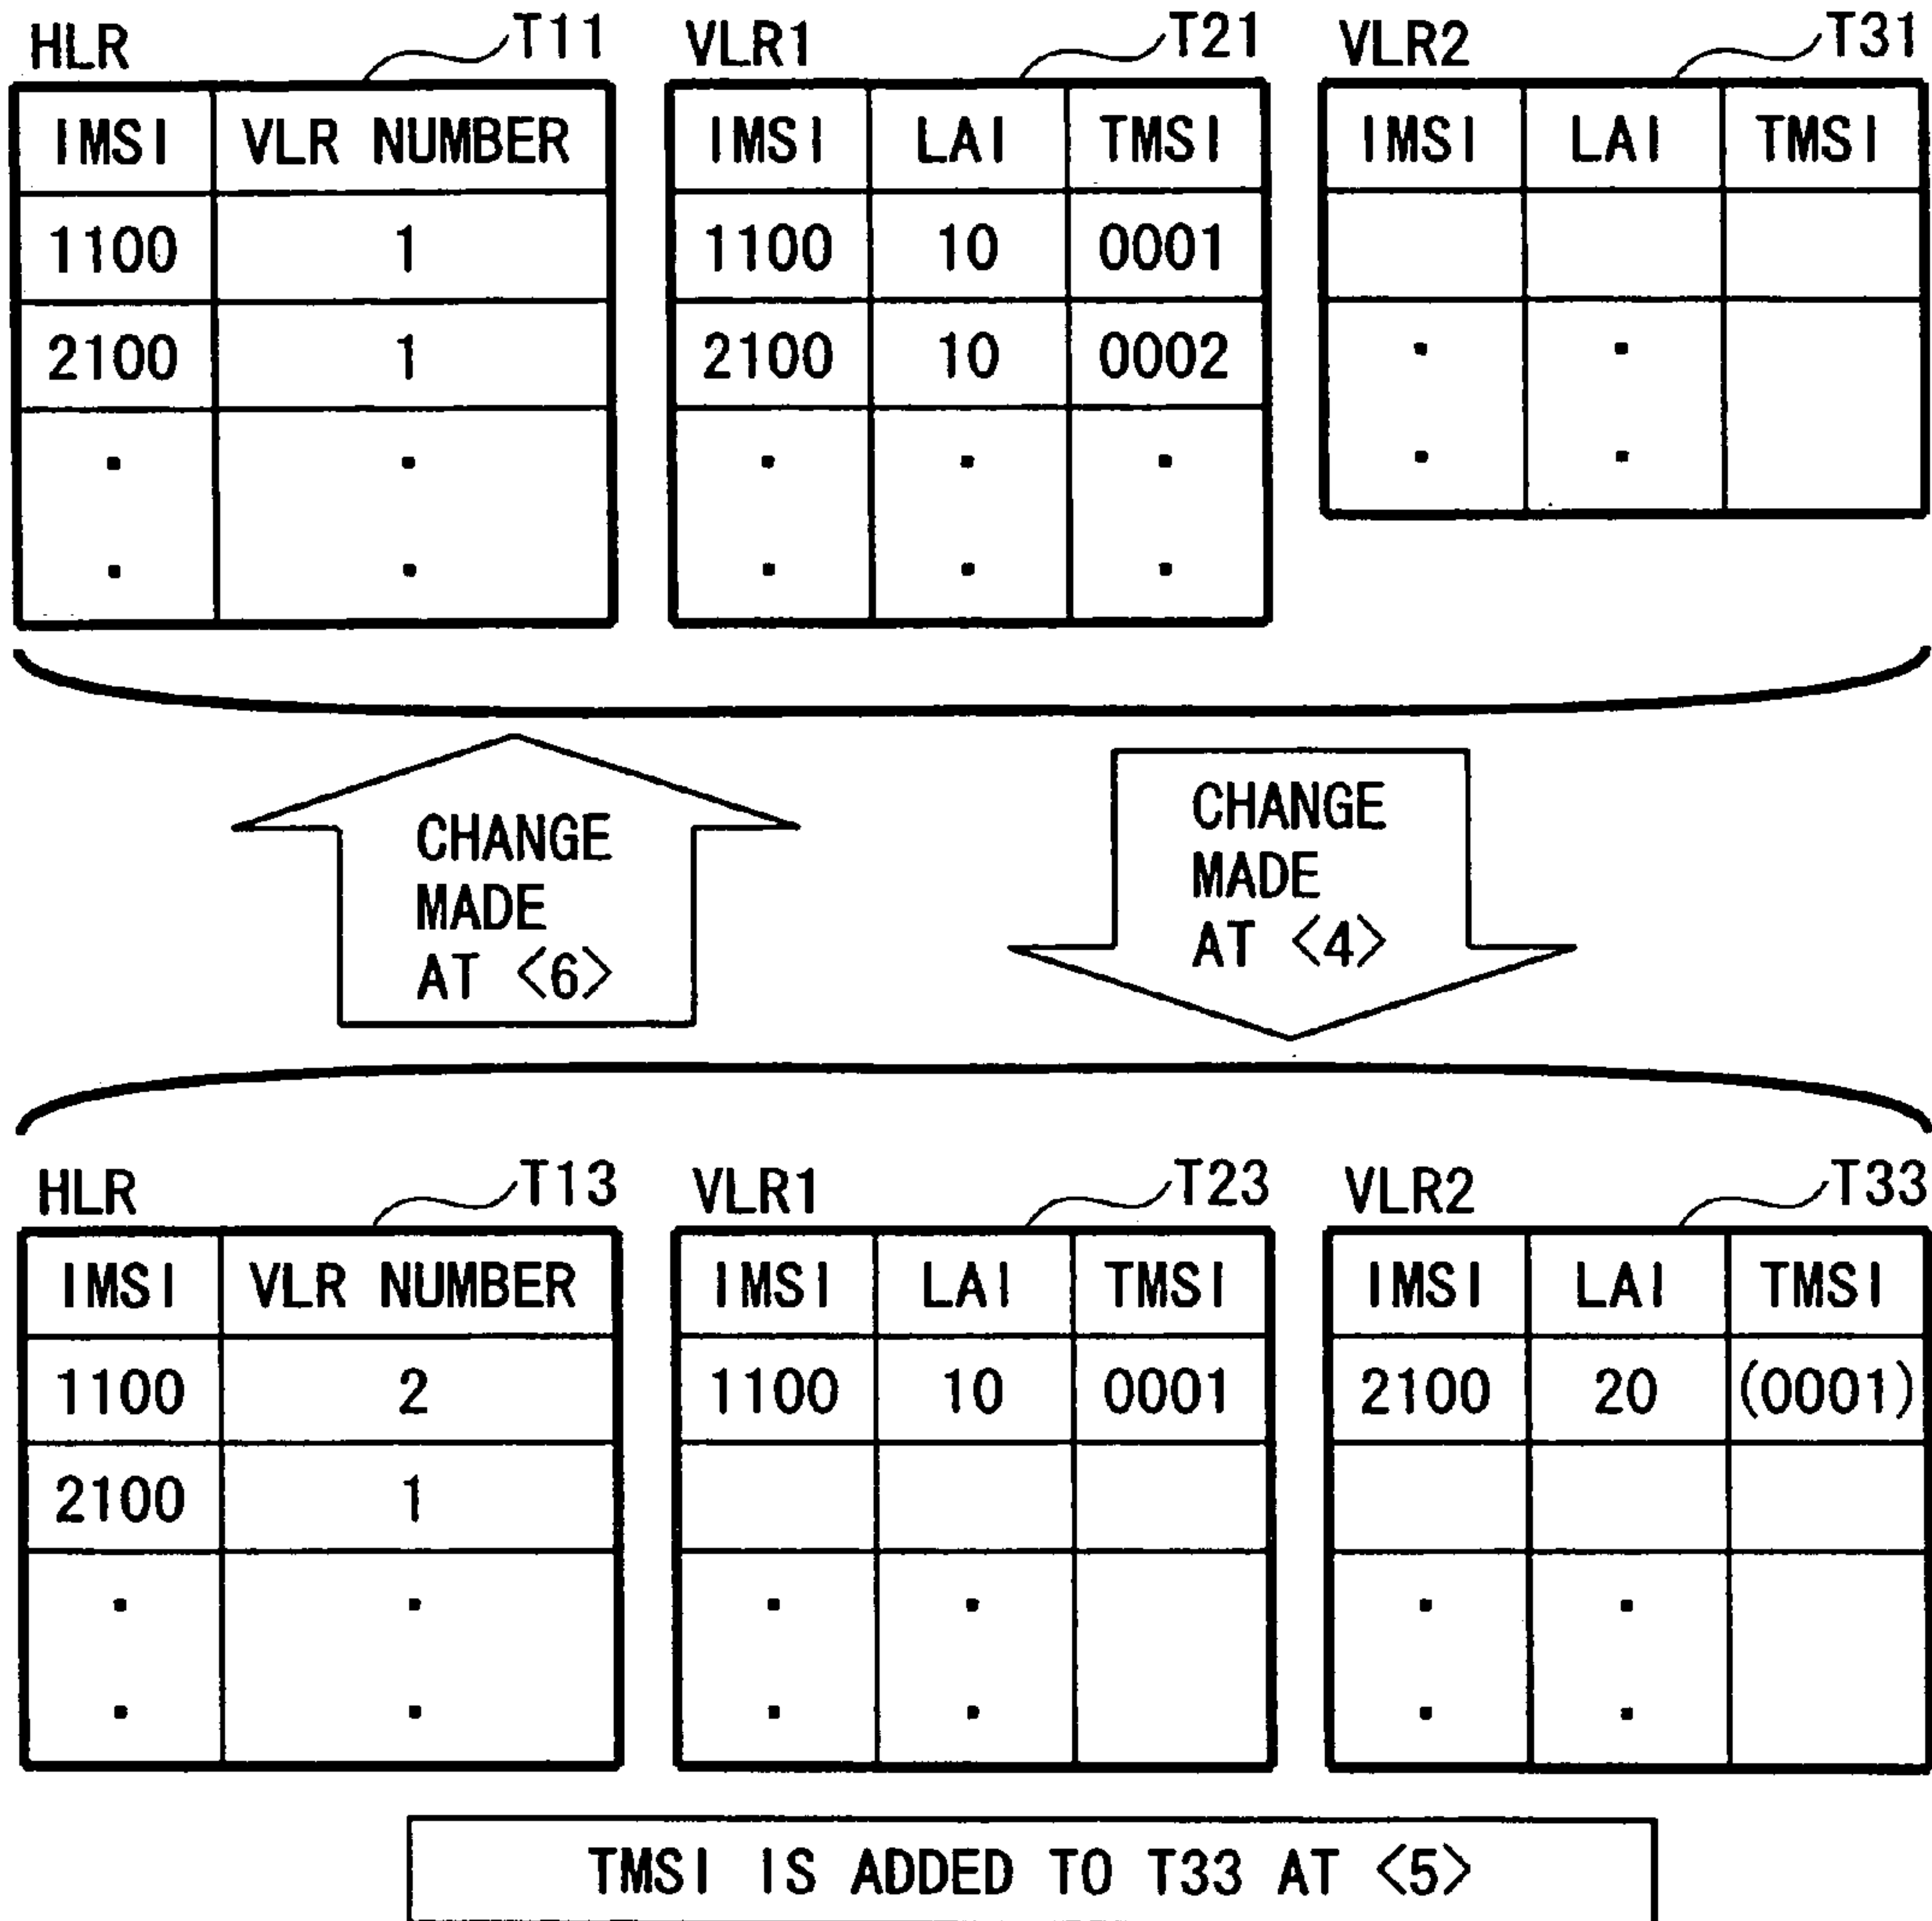 HLR T11 VLR1 T21 VLR2 T31
IMSI VLR NUMBER IMSI LAI TMSI IMSI LAI TMSI
1100 1 1100 10 0001
2100 1 2100 10 0002
CHANGE
MADE
AT <6>
CHANGE
MADE
AT <4>
HLR T13 VLR1 T23 VLR2 T33
IMSI VLR NUMBER IMSI LAI TMSI IMSI LAI TMSI
1100 2 1100 10 0001 2100 20 (0001)
2100 1
TMSI IS ADDED TO T33 AT <5>